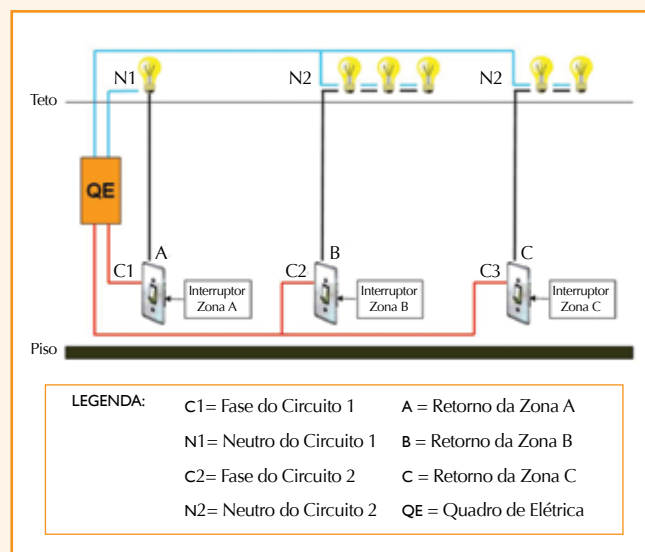 N1
N2
N2
Teto
QE
A
B
C
C1
C2
C3
Interruptor
Zona A
Interruptor
Zona B
Interruptor
Zona C
Piso
LEGENDA:
C1= Fase do Circuito 1
A = Retorno da Zona A
N1= Neutro do Circuito 1
B = Retorno da Zona B
C2= Fase do Circuito 2
C = Retorno da Zona C
N2= Neutro do Circuito 2
QE = Quadro de Elétrica